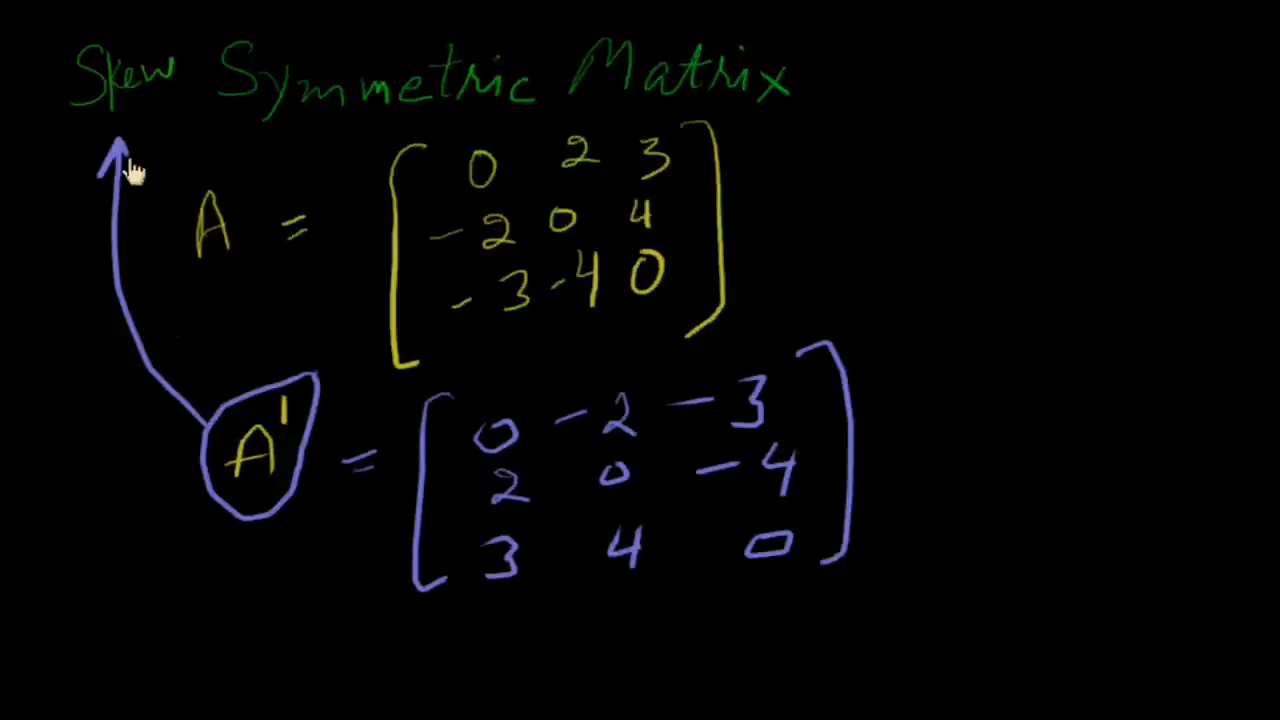 Skew Symmetric Matrix
0 2 3
A = -2 0 4
-3 -4 0
0 -2 -3
A' = 2 0 -4
3 4 0